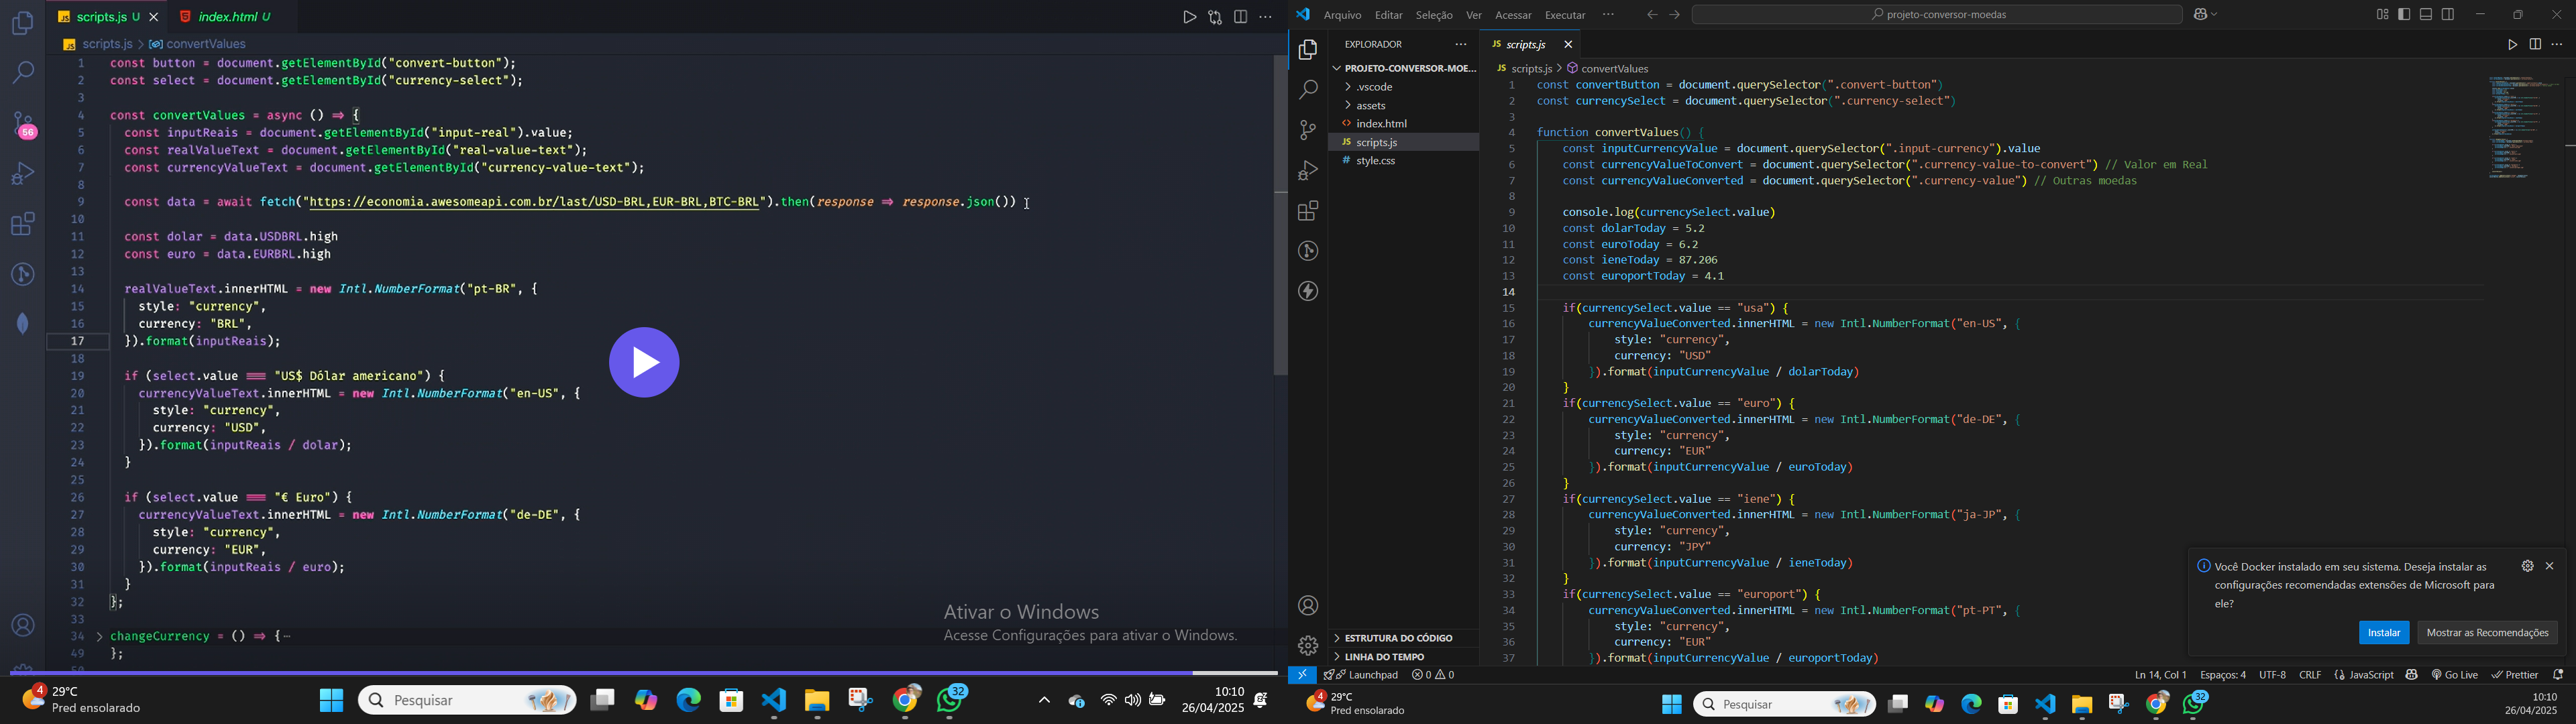 scripts.js U
index.html U
scripts.js > convertValues
1 const button = document.getElementById("convert-button");
2 const select = document.getElementById("currency-select");
3
4 const convertValues = async () => {
5 const inputReais = document.getElementById("input-real").value;
6 const realValueText = document.getElementById("real-value-text");
7 const currencyValueText = document.getElementById("currency-value-text");
8
9 const data = await fetch("https://economia.awesomeapi.com.br/last/USD-BRL,EUR-BRL,BTC-BRL").then(response => response.json())
10
11 const dolar = data.USDBRL.high
12 const euro = data.EURBRL.high
13
14 realValueText.innerHTML = new Intl.NumberFormat("pt-BR", {
15 style: "currency",
16 currency: "BRL",
17 }).format(inputReais);
18
19 if (select.value === "US$ Dólar americano") {
20 currencyValueText.innerHTML = new Intl.NumberFormat("en-US", {
21 style: "currency",
22 currency: "USD",
23 }).format(inputReais / dolar);
24 }
25
26 if (select.value === "€ Euro") {
27 currencyValueText.innerHTML = new Intl.NumberFormat("de-DE", {
28 style: "currency",
29 currency: "EUR",
30 }).format(inputReais / euro);
31 }
32 };
33
34 changeCurrency = () => {…
49 };
56
Ativar o Windows
Acesse Configurações para ativar o Windows.
4
29°C
Pred ensolarado
Pesquisar
32
10:10
26/04/2025
Arquivo Editar Seleção Ver Acessar Executar ···
projeto-conversor-moedas
EXPLORADOR
PROJETO-CONVERSOR-MOE...
.vscode
assets
index.html
JS scripts.js
# style.css
ESTRUTURA DO CÓDIGO
LINHA DO TEMPO
JS scripts.js
JS scripts.js > convertValues
1 const convertButton = document.querySelector(".convert-button")
2 const currencySelect = document.querySelector(".currency-select")
3
4 function convertValues() {
5 const inputCurrencyValue = document.querySelector(".input-currency").value
6 const currencyValueToConvert = document.querySelector(".currency-value-to-convert") // Valor em Real
7 const currencyValueConverted = document.querySelector(".currency-value") // Outras moedas
8
9 console.log(currencySelect.value)
10 const dolarToday = 5.2
11 const euroToday = 6.2
12 const ieneToday = 87.206
13 const europortToday = 4.1
14
15 if(currencySelect.value == "usa") {
16 currencyValueConverted.innerHTML = new Intl.NumberFormat("en-US", {
17 style: "currency",
18 currency: "USD"
19 }).format(inputCurrencyValue / dolarToday)
20 }
21 if(currencySelect.value == "euro") {
22 currencyValueConverted.innerHTML = new Intl.NumberFormat("de-DE", {
23 style: "currency",
24 currency: "EUR"
25 }).format(inputCurrencyValue / euroToday)
26 }
27 if(currencySelect.value == "iene") {
28 currencyValueConverted.innerHTML = new Intl.NumberFormat("ja-JP", {
29 style: "currency",
30 currency: "JPY"
31 }).format(inputCurrencyValue / ieneToday)
32 }
33 if(currencySelect.value == "europort") {
34 currencyValueConverted.innerHTML = new Intl.NumberFormat("pt-PT", {
35 style: "currency",
36 currency: "EUR"
37 }).format(inputCurrencyValue / europortToday)
Você Docker instalado em seu sistema. Deseja instalar as
configurações recomendadas extensões de Microsoft para
ele?
Instalar
Mostrar as Recomendações
Launchpad
0 0
Ln 14, Col 1 Espaços: 4 UTF-8 CRLF {} JavaScript Go Live Prettier
4
29°C
Pred ensolarado
Pesquisar
32
10:10
26/04/2025